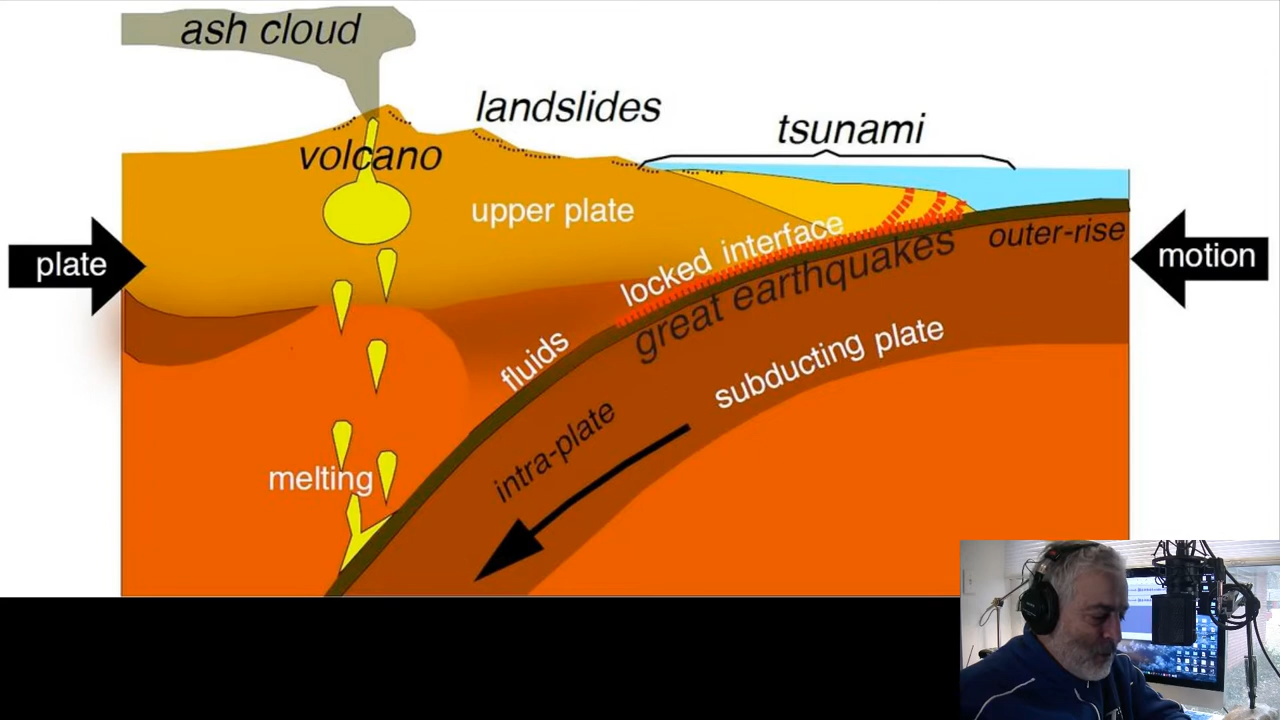 ash cloud
landslides
tsunami
volcano
upper plate
locked interface
great earthquakes
outer-rise
plate
motion
fluids
subducting plate
intra-plate
melting